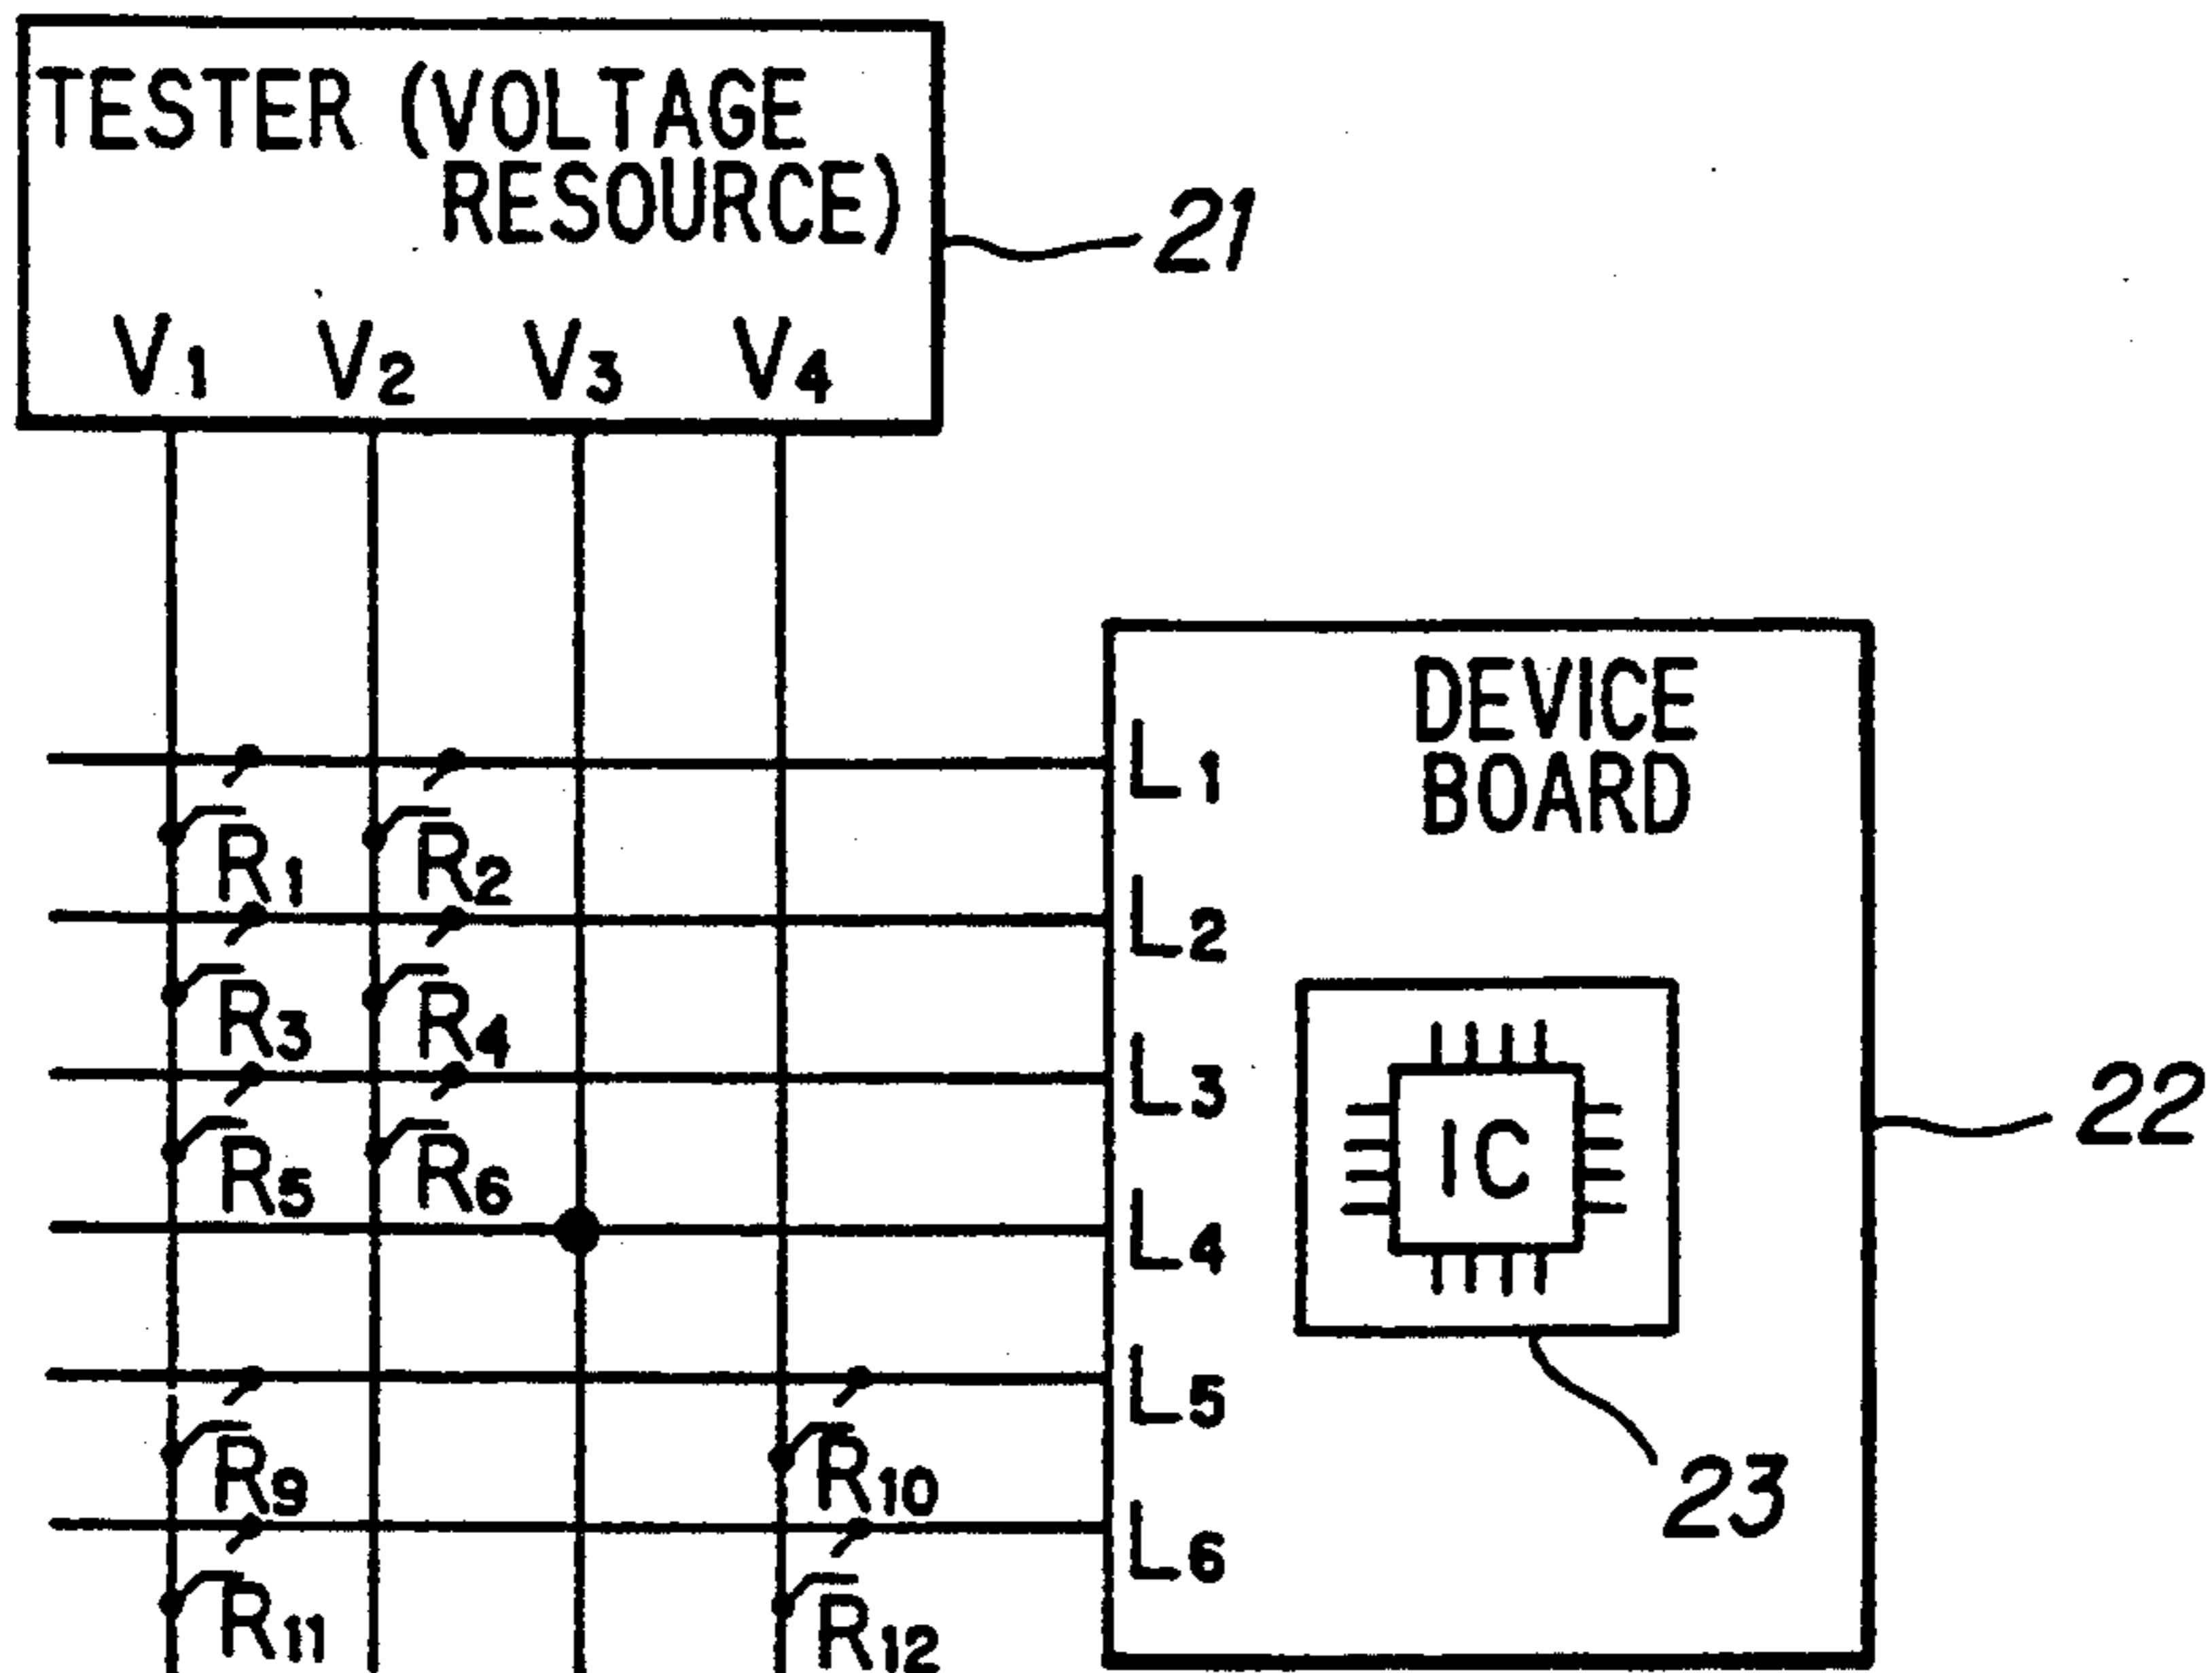 TESTER (VOLTAGE
RESOURCE)
21
V1 V2 V3 V4
DEVICE
BOARD
L1
R1 R2
L2
R3 R4
L3
IC
22
R5 R6
L4
L5
R9 R10
23
L6
R11 R12